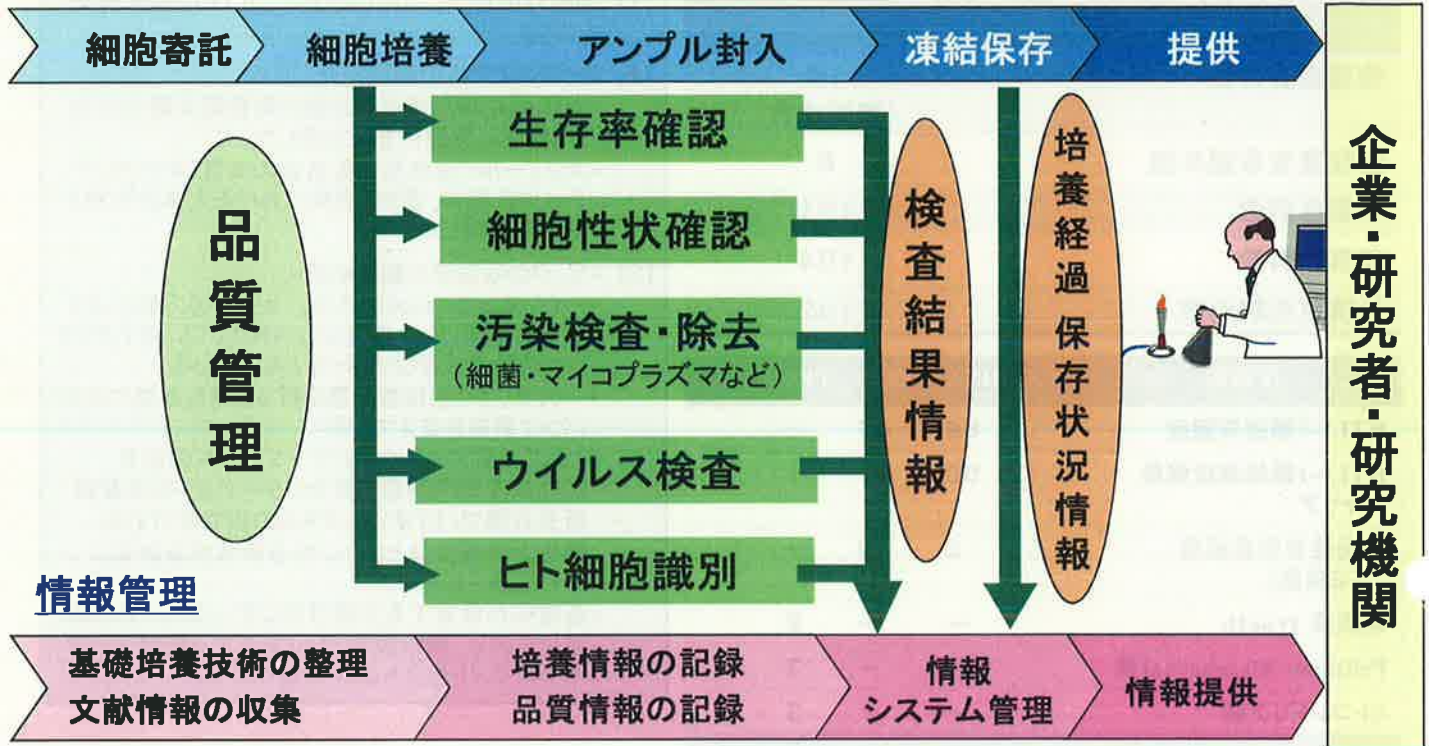 細胞寄託
細胞培養
アンプル封入
凍結保存
提供
品質管理
生存率確認
細胞性状確認
汚染検査・除去
（細菌・マイコプラズマなど）
ウイルス検査
ヒト細胞識別
検査結果情報
培養経過 保存状況情報
企業・研究者・研究機関
情報管理
基礎培養技術の整理
文献情報の収集
培養情報の記録
品質情報の記録
情報
システム管理
情報提供